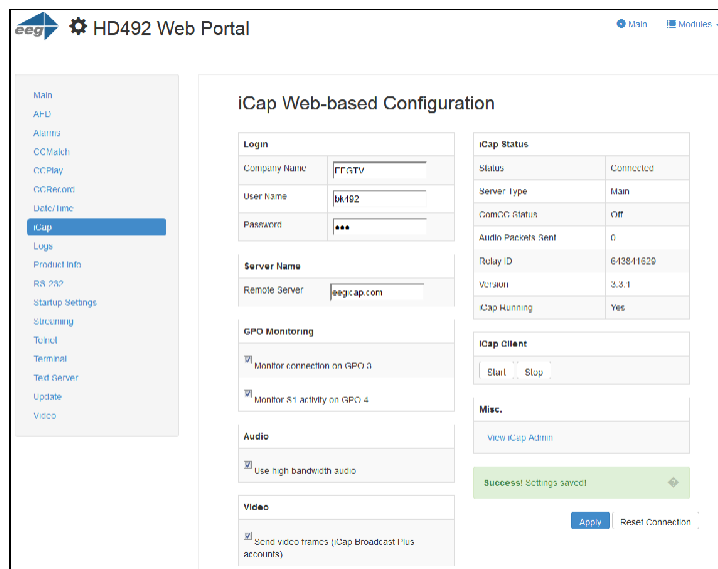 eeg HD492 Web Portal
Main Modules
Main
AFD
Alarms
CCMatch
CCPlay
CCRecord
Date/Time
iCap
Logs
Product Info
RS-232
Startup Settings
Streaming
Telnet
Terminal
Text Server
Update
Video
iCap Web-based Configuration
Login
Company Name EEGTV
User Name bk492
Password •••
Server Name
Remote Server eegicap.com
GPO Monitoring
Monitor connection on GPO 3
Monitor S1 activity on GPO 4
Audio
Use high bandwidth audio
Video
Send video frames (iCap Broadcast Plus
accounts)
iCap Status
Status Connected
Server Type Main
ComCC Status Off
Audio Packets Sent 0
Relay ID 643841629
Version 3.3.1
iCap Running Yes
iCap Client
Start Stop
Misc.
View iCap Admin
Success! Settings saved!
Apply Reset Connection